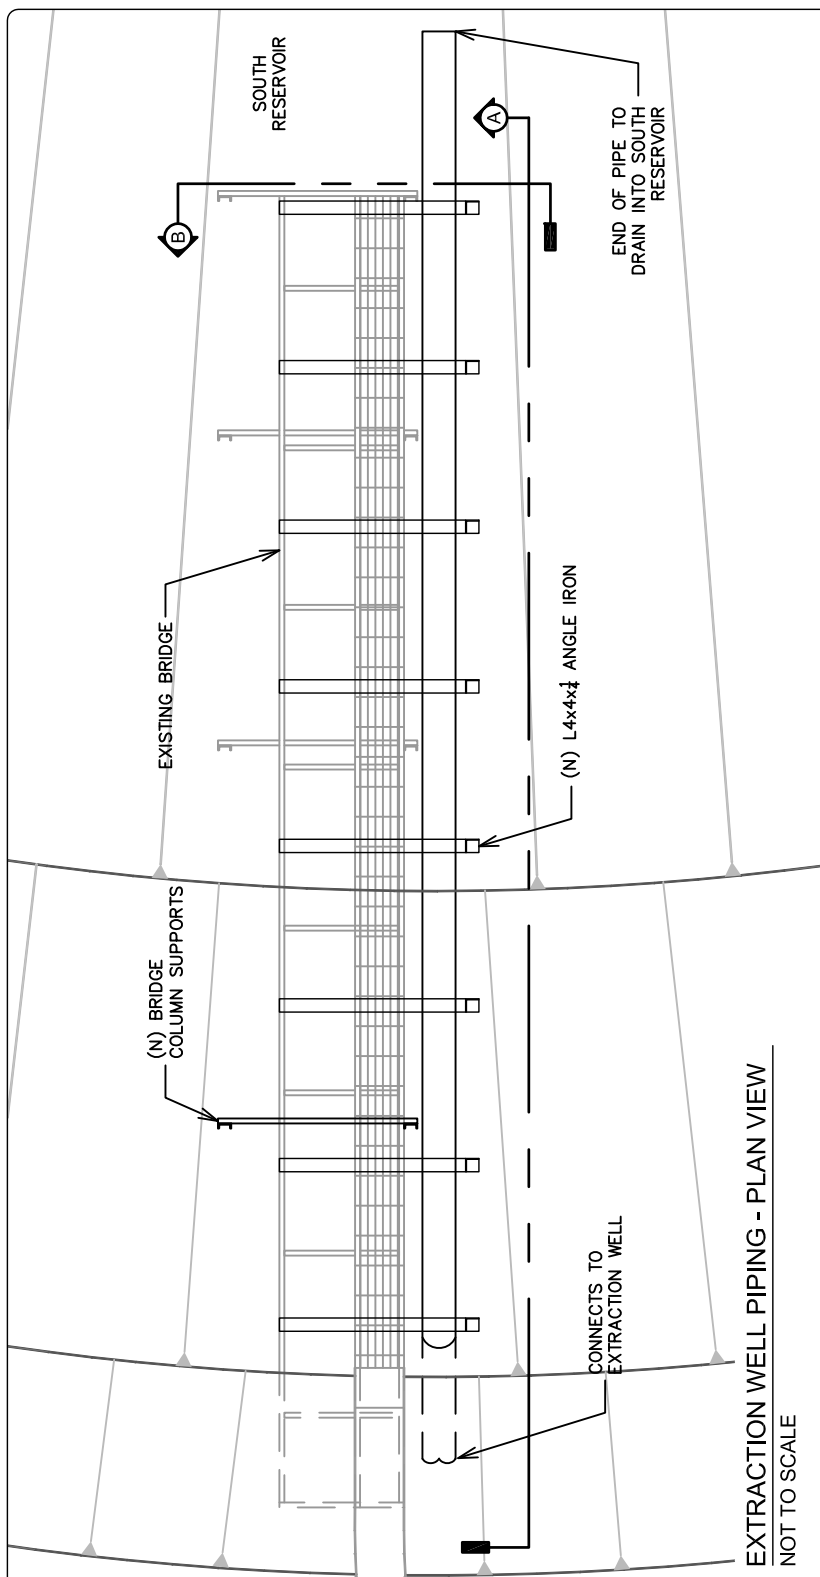 SOUTH
RESERVOIR
END OF PIPE TO
DRAIN INTO SOUTH
RESERVOIR
A
B
EXISTING BRIDGE
(N) L4x4x¼ ANGLE IRON
(N) BRIDGE
COLUMN SUPPORTS
CONNECTS TO
EXTRACTION WELL
EXTRACTION WELL PIPING - PLAN VIEW
NOT TO SCALE